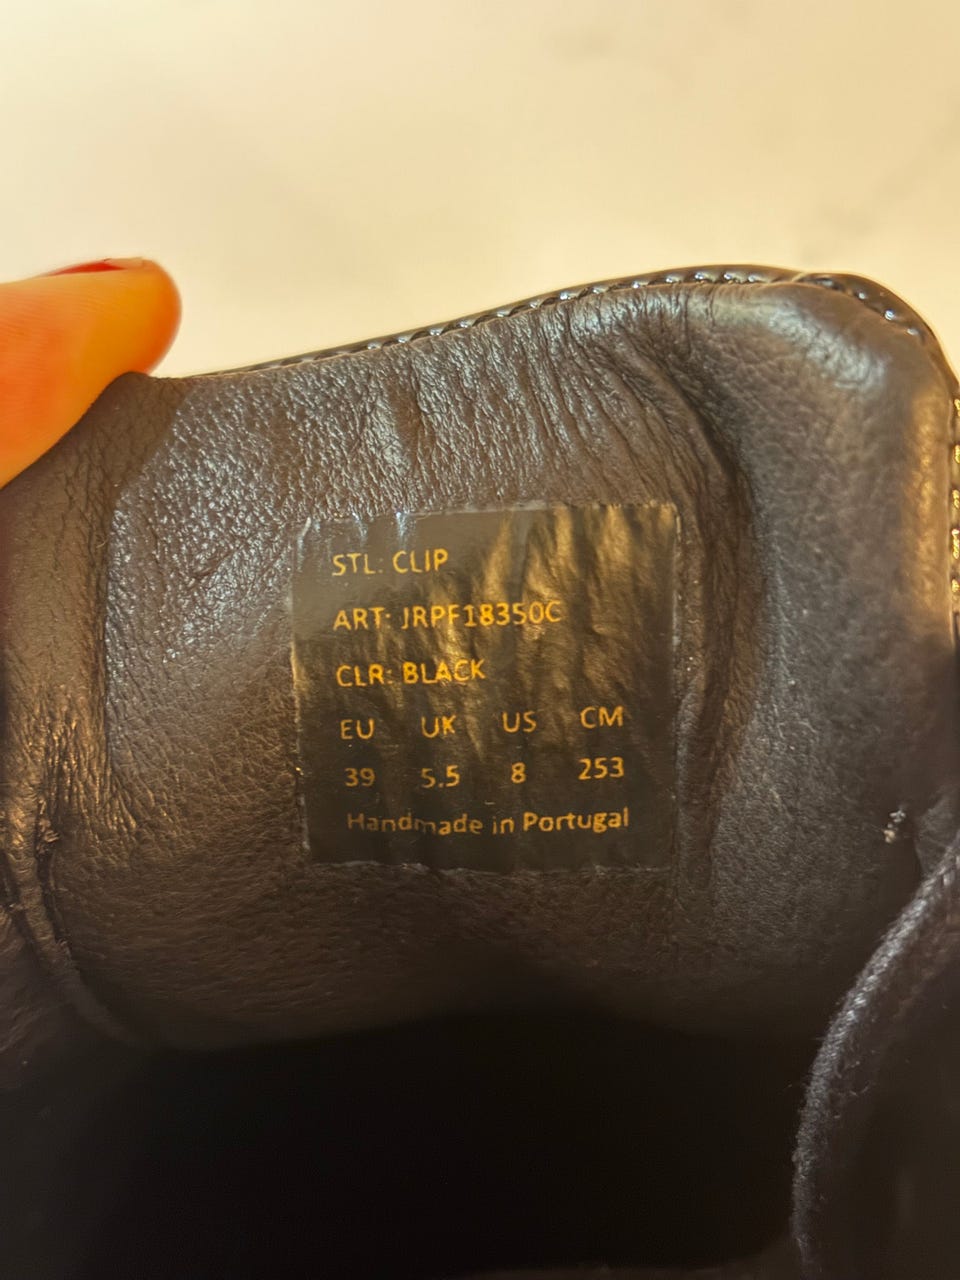 STL: CLIP
ART: JRPF18350C
CLR: BLACK
EU UK US CM
39 5.5 8 253
Handmade in Portugal